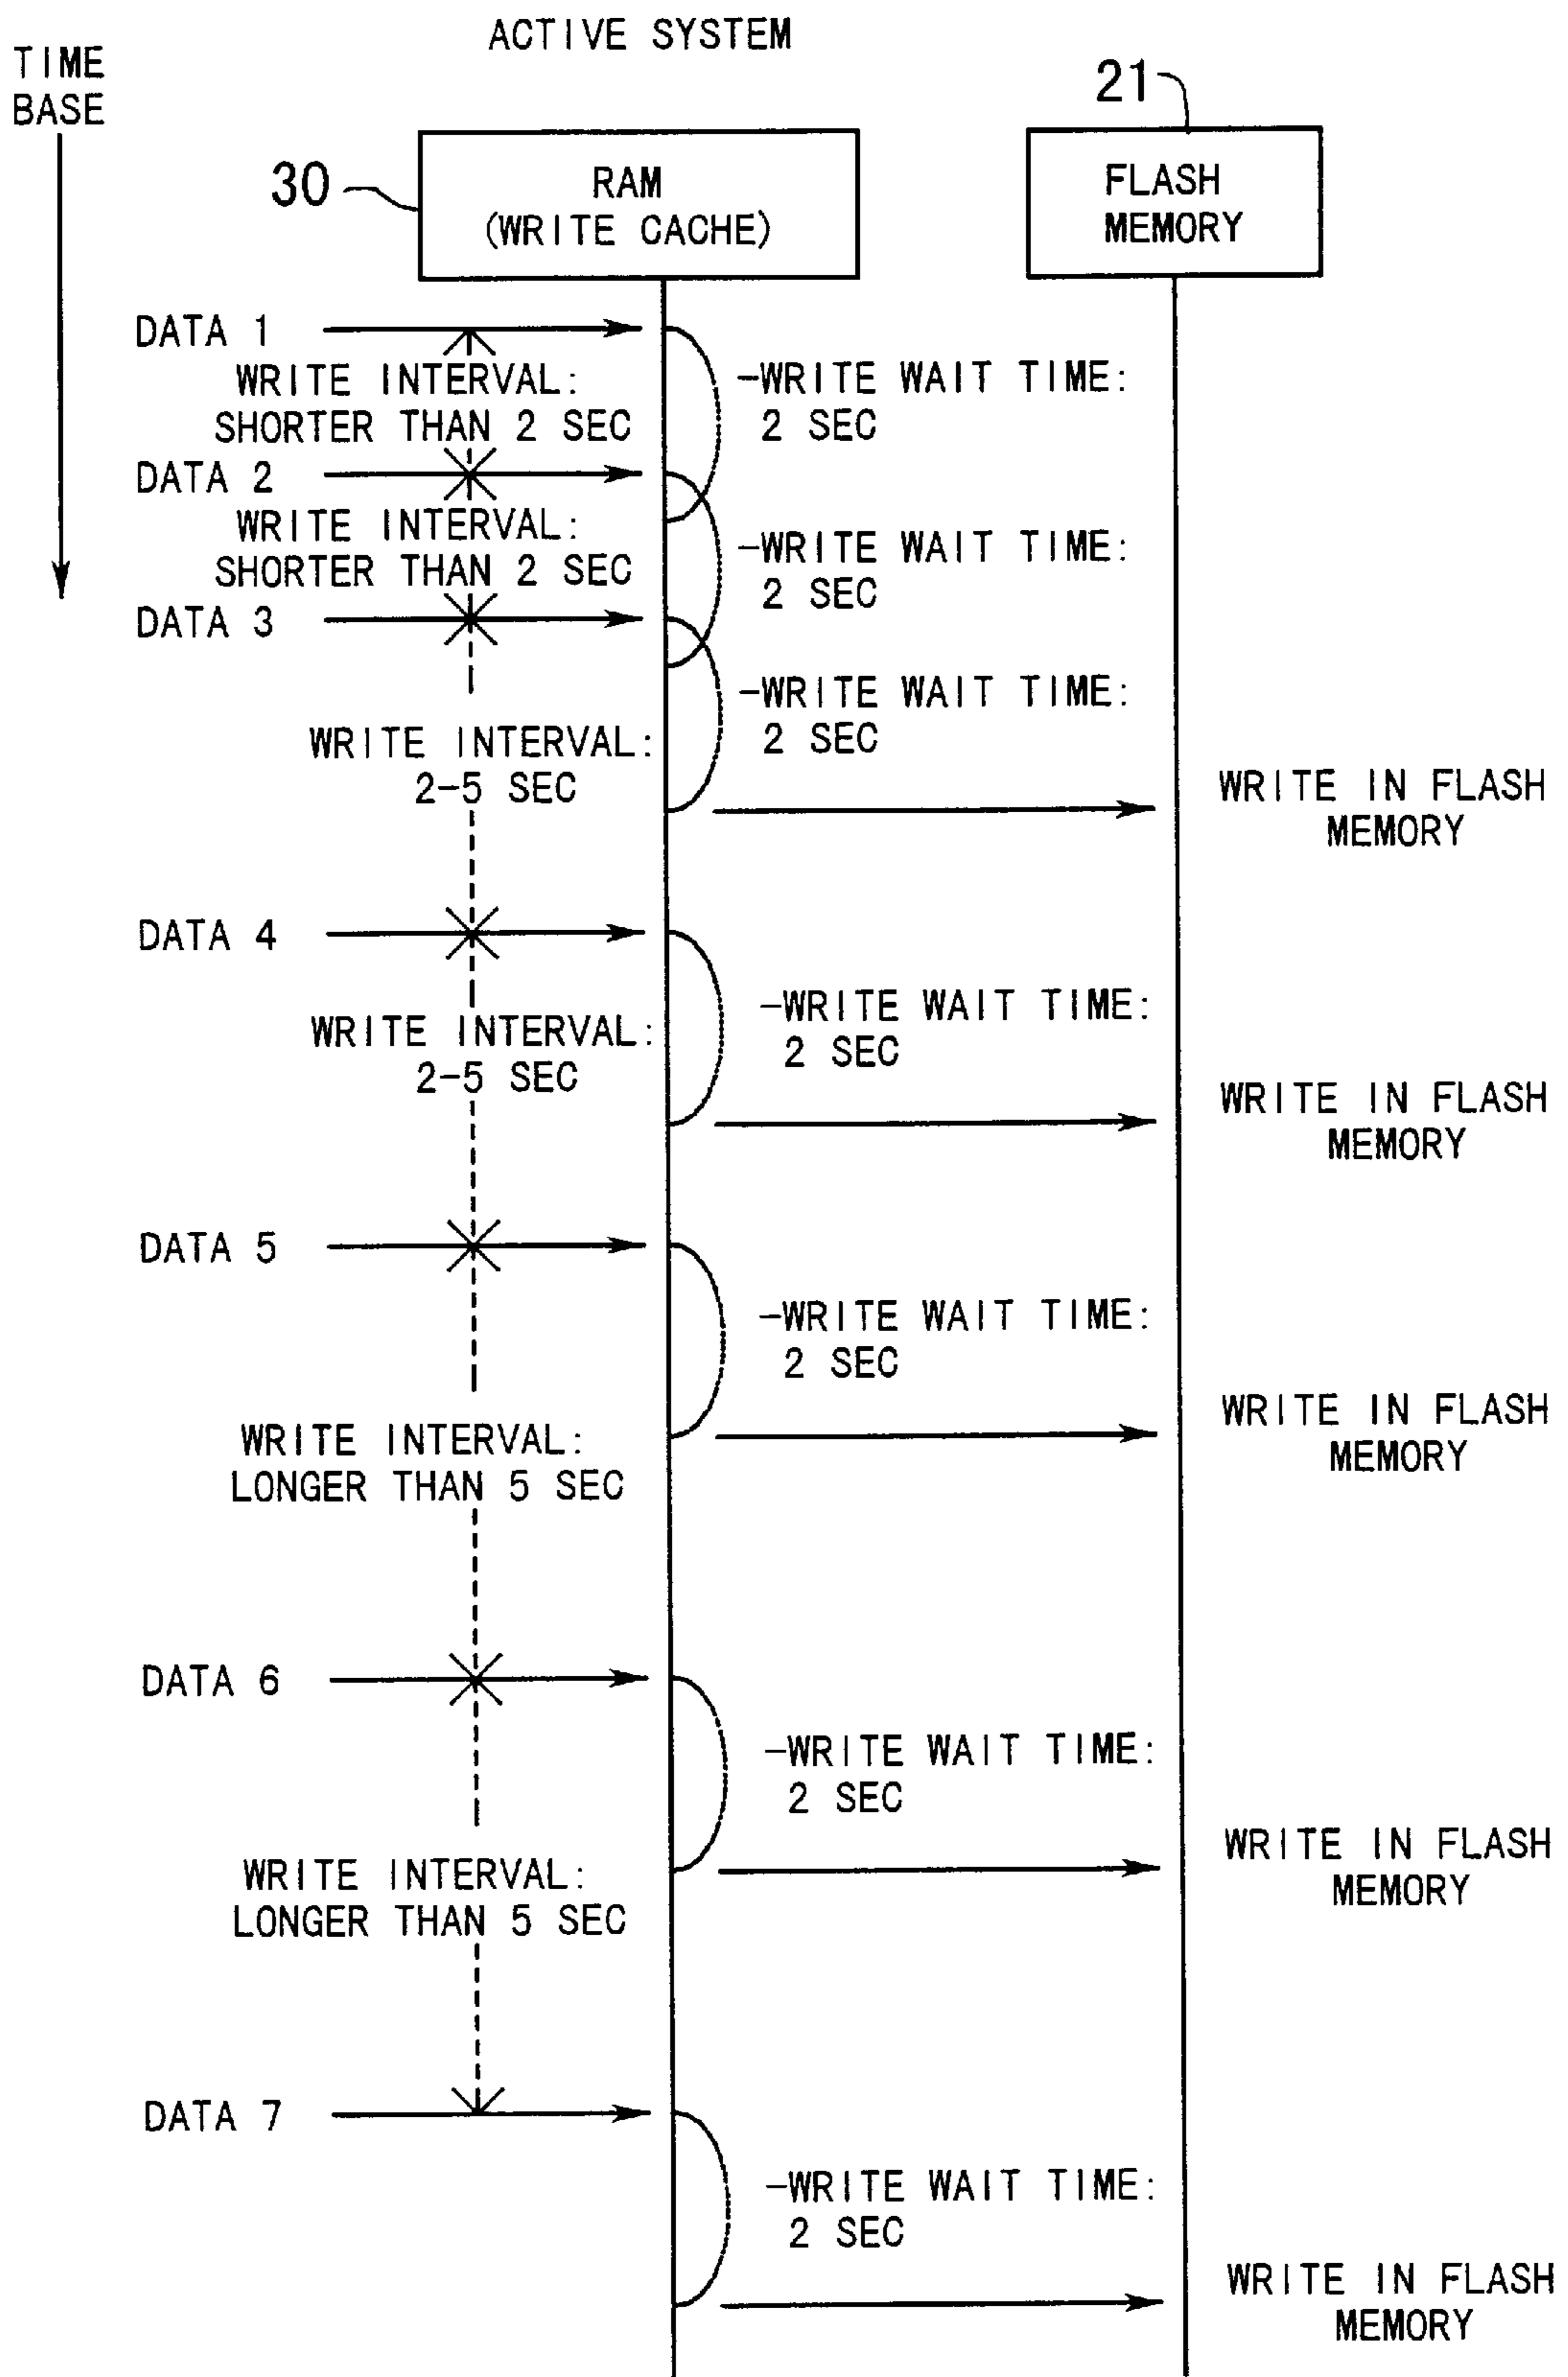 ACTIVE SYSTEM
TIME
BASE
21
30
RAM
(WRITE CACHE)
FLASH
MEMORY
DATA 1
WRITE INTERVAL:
SHORTER THAN 2 SEC
-WRITE WAIT TIME:
2 SEC
DATA 2
WRITE INTERVAL:
SHORTER THAN 2 SEC
-WRITE WAIT TIME:
2 SEC
DATA 3
-WRITE WAIT TIME:
2 SEC
WRITE INTERVAL:
2-5 SEC
WRITE IN FLASH
MEMORY
DATA 4
-WRITE WAIT TIME:
2 SEC
WRITE INTERVAL:
2-5 SEC
WRITE IN FLASH
MEMORY
DATA 5
-WRITE WAIT TIME:
2 SEC
WRITE IN FLASH
MEMORY
WRITE INTERVAL:
LONGER THAN 5 SEC
DATA 6
-WRITE WAIT TIME:
2 SEC
WRITE IN FLASH
MEMORY
WRITE INTERVAL:
LONGER THAN 5 SEC
DATA 7
-WRITE WAIT TIME:
2 SEC
WRITE IN FLASH
MEMORY